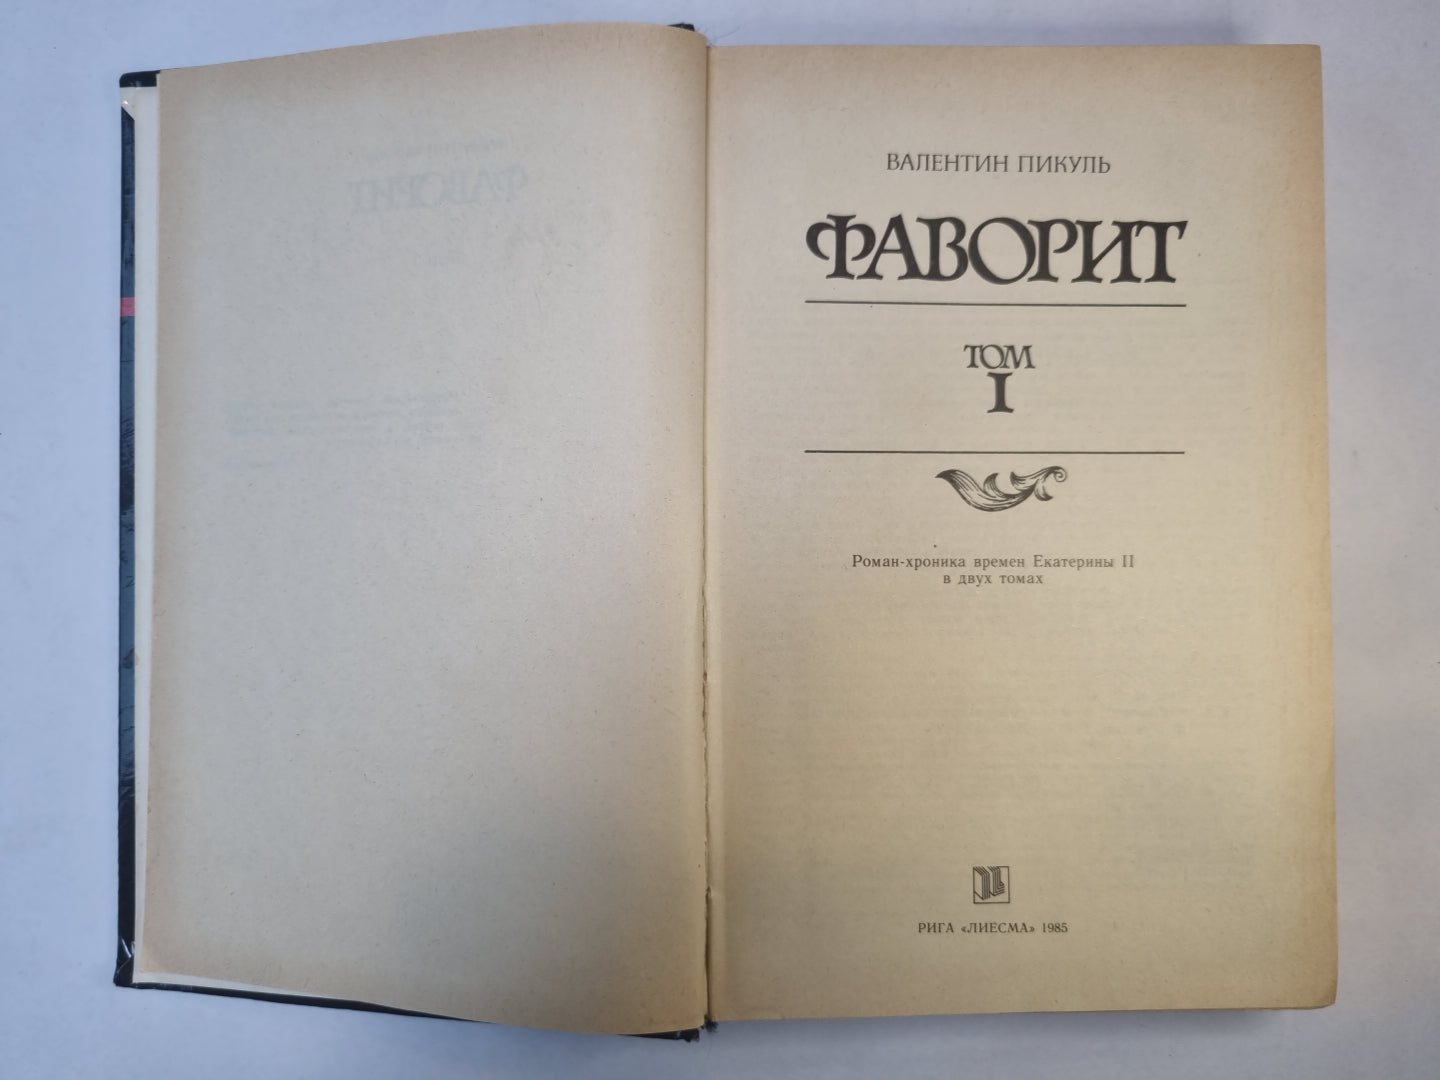 ВАЛЕНТИН ПИКУЛЬ
ФАВОРИТ
ТОМ
I
Роман-хроника времен Екатерины II
в двух томах
РИГА «ЛИЕСМА» 1985